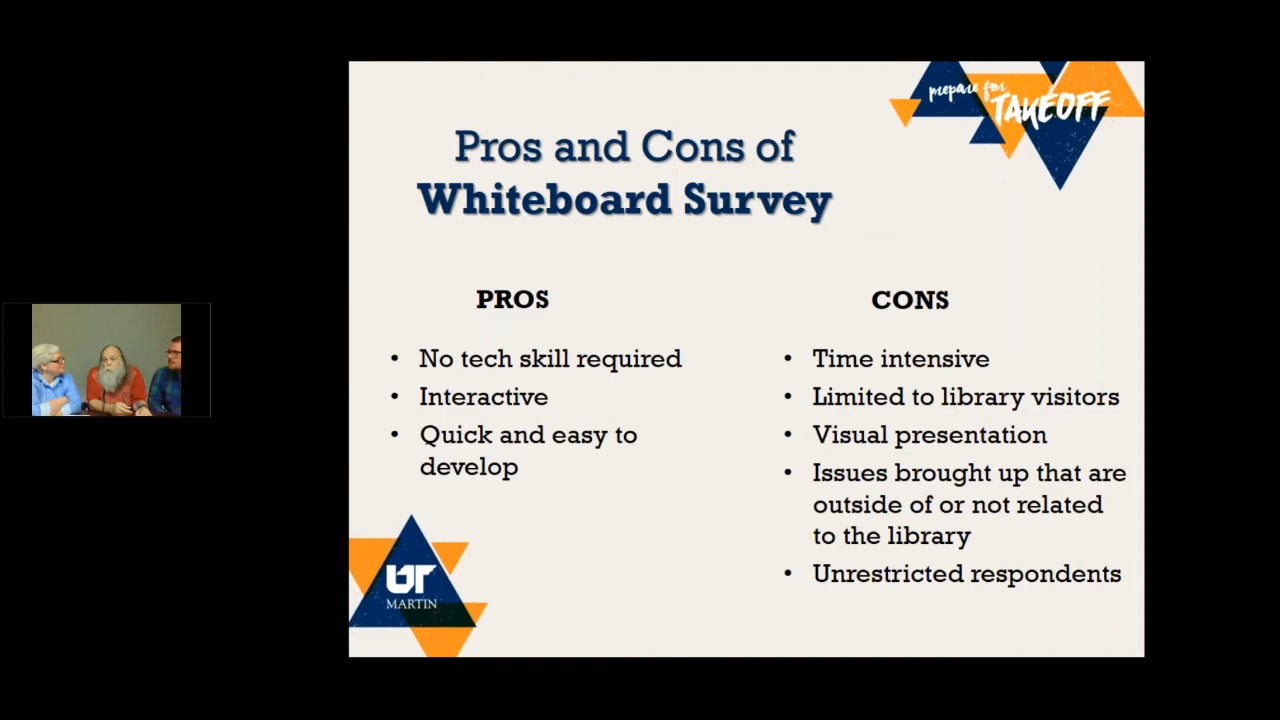 prepare for
TAKEOFF
Pros and Cons of
Whiteboard Survey
PROS
• No tech skill required
• Interactive
• Quick and easy to
develop
CONS
• Time intensive
• Limited to library visitors
• Visual presentation
• Issues brought up that are
outside of or not related
to the library
• Unrestricted respondents
UT
MARTIN